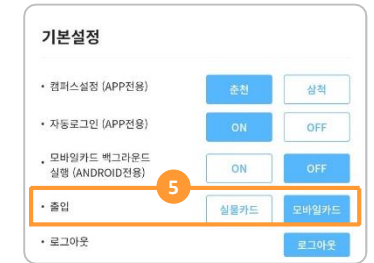 기본설정
• 캠퍼스설정 (APP전용) 춘천 삼척
• 자동로그인 (APP전용) ON OFF
• 모바일카드 백그라운드
실행 (ANDROID전용) ON OFF
5
• 출입 실물카드 모바일카드
• 로그아웃 로그아웃